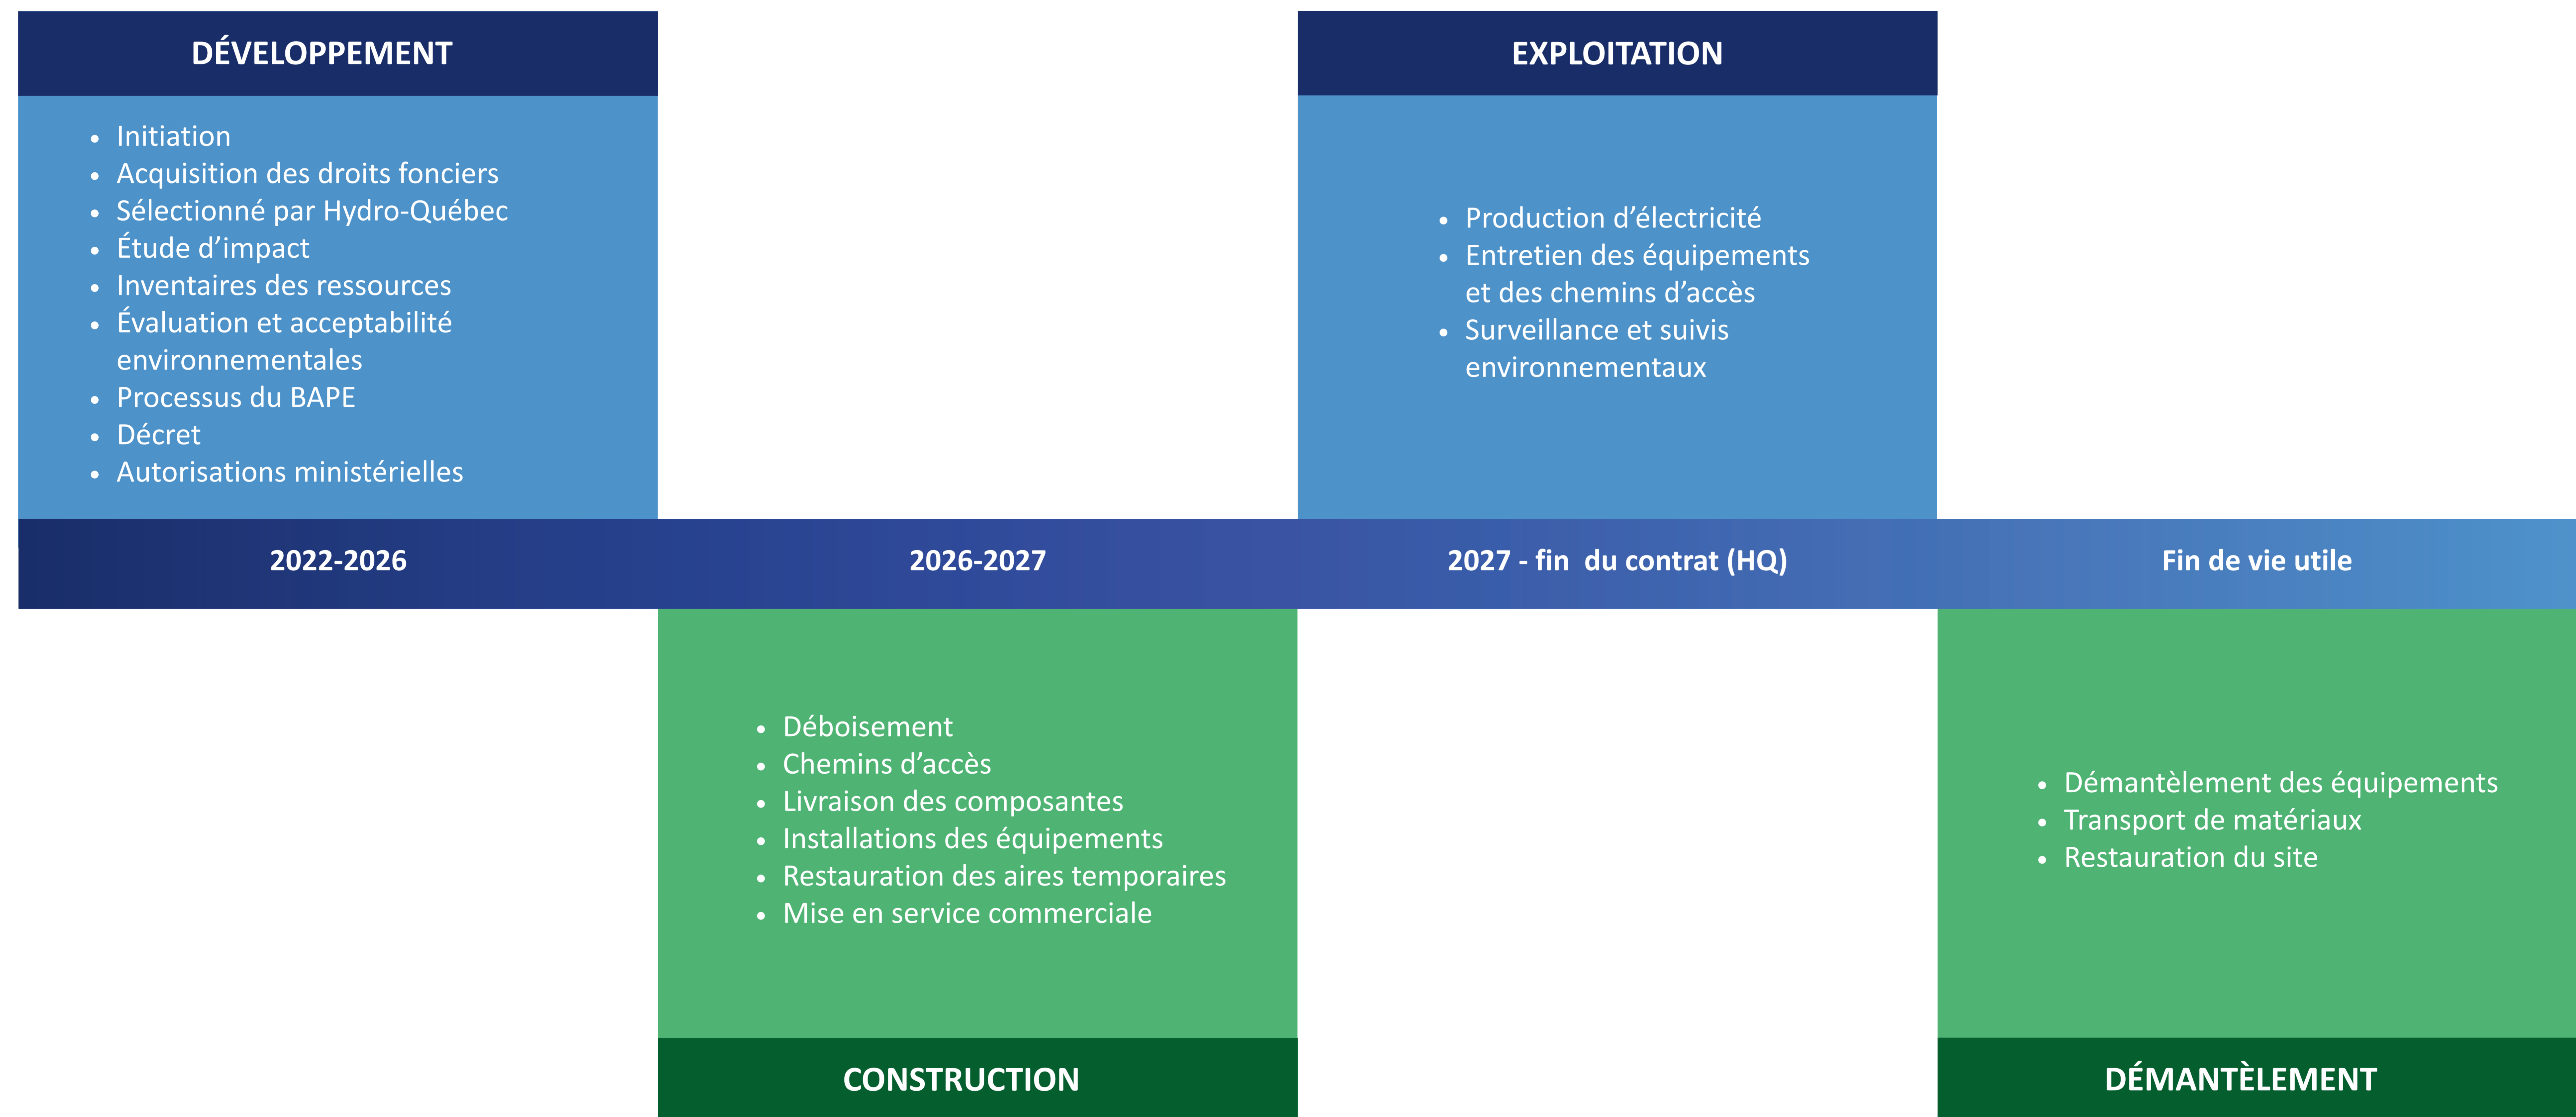 DÉVELOPPEMENT
• Initiation
• Acquisition des droits fonciers
• Sélectionné par Hydro-Québec
• Étude d’impact
• Inventaires des ressources
• Évaluation et acceptabilité
environnementales
• Processus du BAPE
• Décret
• Autorisations ministérielles
2022-2026
2026-2027
• Déboisement
• Chemins d’accès
• Livraison des composantes
• Installations des équipements
• Restauration des aires temporaires
• Mise en service commerciale
CONSTRUCTION
EXPLOITATION
• Production d’électricité
• Entretien des équipements
et des chemins d’accès
• Surveillance et suivis
environnementaux
2027 - fin  du contrat (HQ)
Fin de vie utile
• Démantèlement des équipements
• Transport de matériaux
• Restauration du site
DÉMANTÈLEMENT